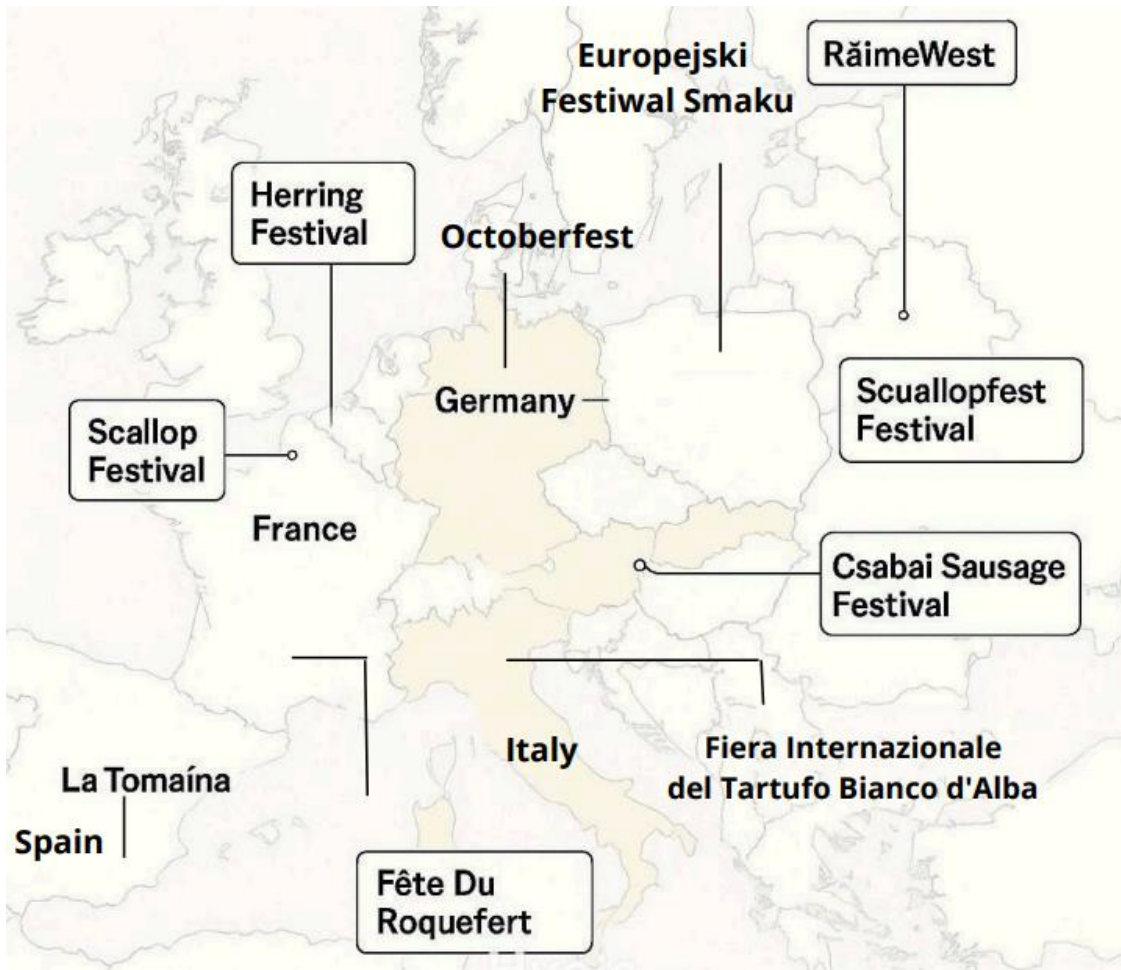 Europejski
Festiwal Smaku
RăimeWest
Herring
Festival
Octoberfest
Germany
Scuallopfest
Festival
Scallop
Festival
France
Csabai Sausage
Festival
Italy
Fiera Internazionale
del Tartufo Bianco d'Alba
La Tomaína
Spain
Fête Du
Roquefert